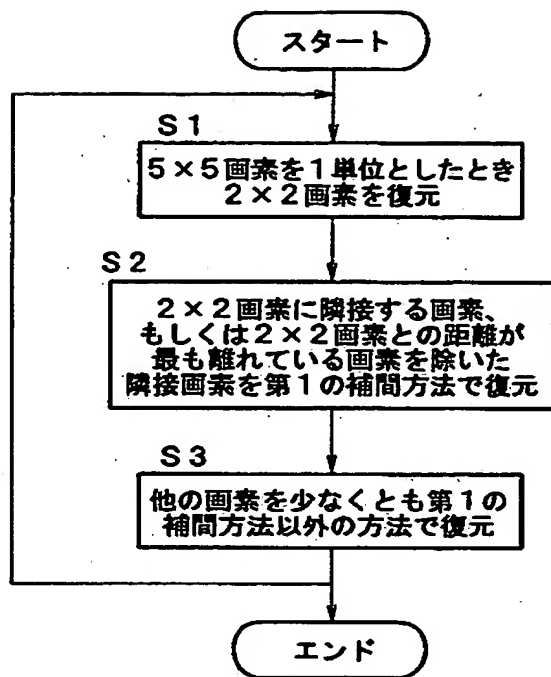 スタート
S1
5×5画素を1単位としたとき
2×2画素を復元
S2
2×2画素に隣接する画素、
もしくは2×2画素との距離が
最も離れている画素を除いた
隣接画素を第1の補間方法で復元
S3
他の画素を少なくとも第1の
補間方法以外の方法で復元
エンド